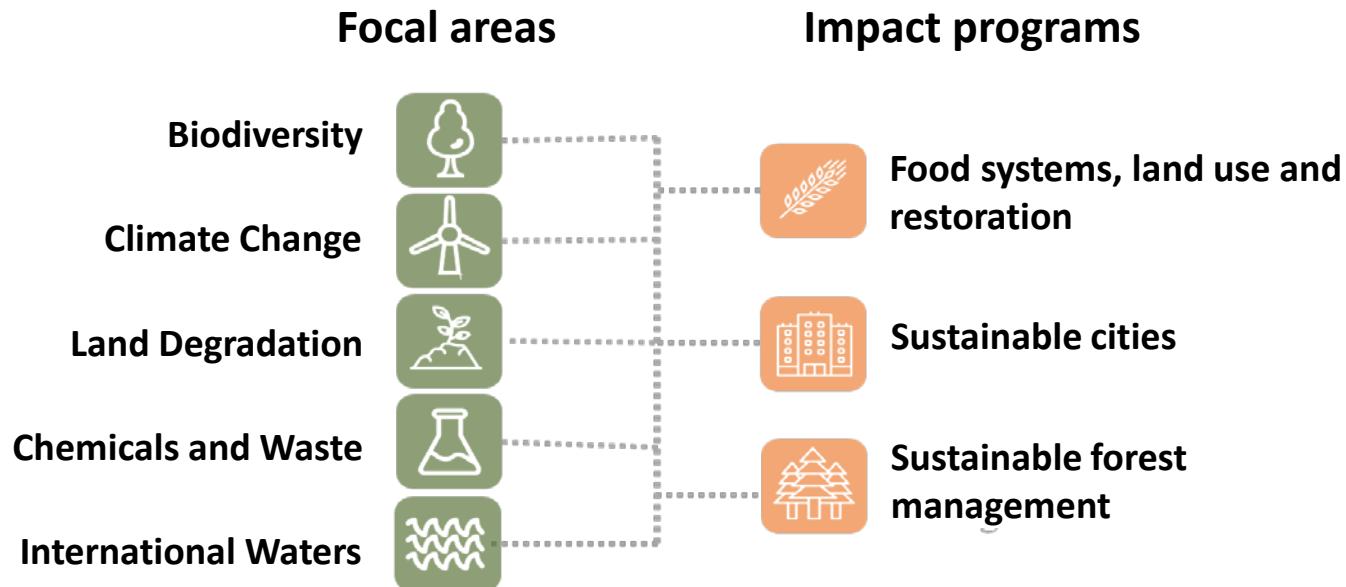 Focal areas
Impact programs
Biodiversity
Climate Change
Land Degradation
Chemicals and Waste
International Waters
Food systems, land use and
restoration
Sustainable cities
Sustainable forest
management